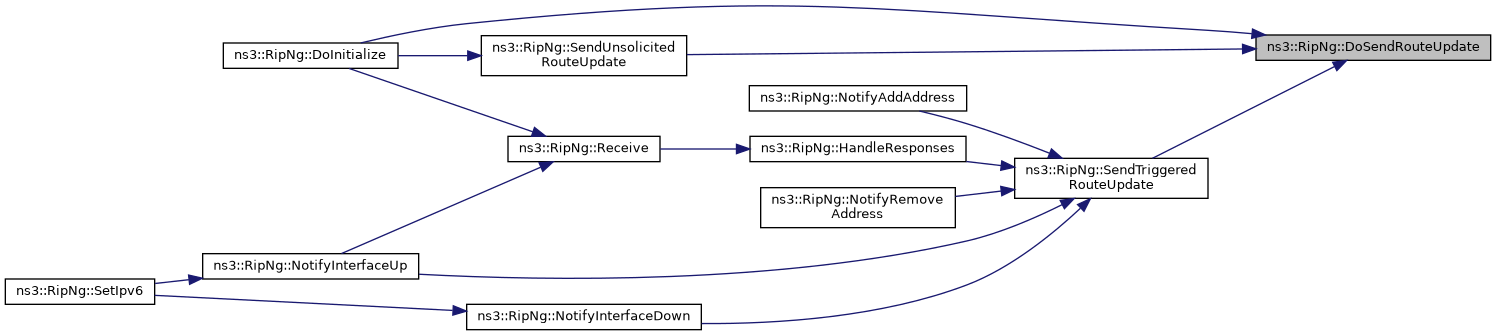 ns3::RipNg::DoInitialize
ns3::RipNg::SendUnsolicited
RouteUpdate
ns3::RipNg::DoSendRouteUpdate
ns3::RipNg::NotifyAddAddress
ns3::RipNg::Receive
ns3::RipNg::HandleResponses
ns3::RipNg::SendTriggered
RouteUpdate
ns3::RipNg::NotifyRemove
Address
ns3::RipNg::NotifyInterfaceUp
ns3::RipNg::SetIpv6
ns3::RipNg::NotifyInterfaceDown